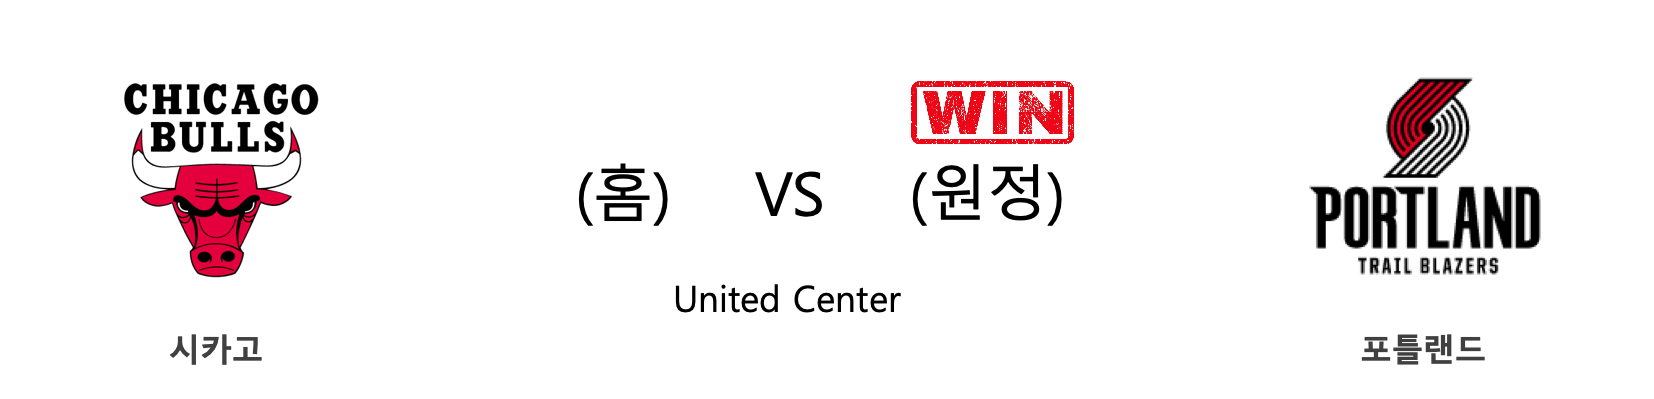 CHICAGO
BULLS
시카고
WIN
(홈) VS (원정)
United Center
PORTLAND
TRAIL BLAZERS
포틀랜드